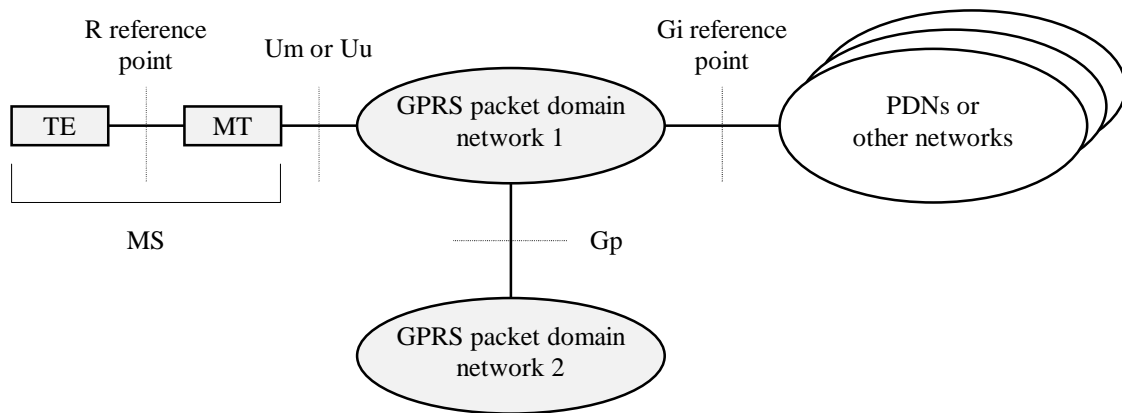 R reference
point
Um or Uu
Gi reference
point
TE
MT
GPRS packet domain
network 1
PDNs or
other networks
MS
Gp
GPRS packet domain
network 2